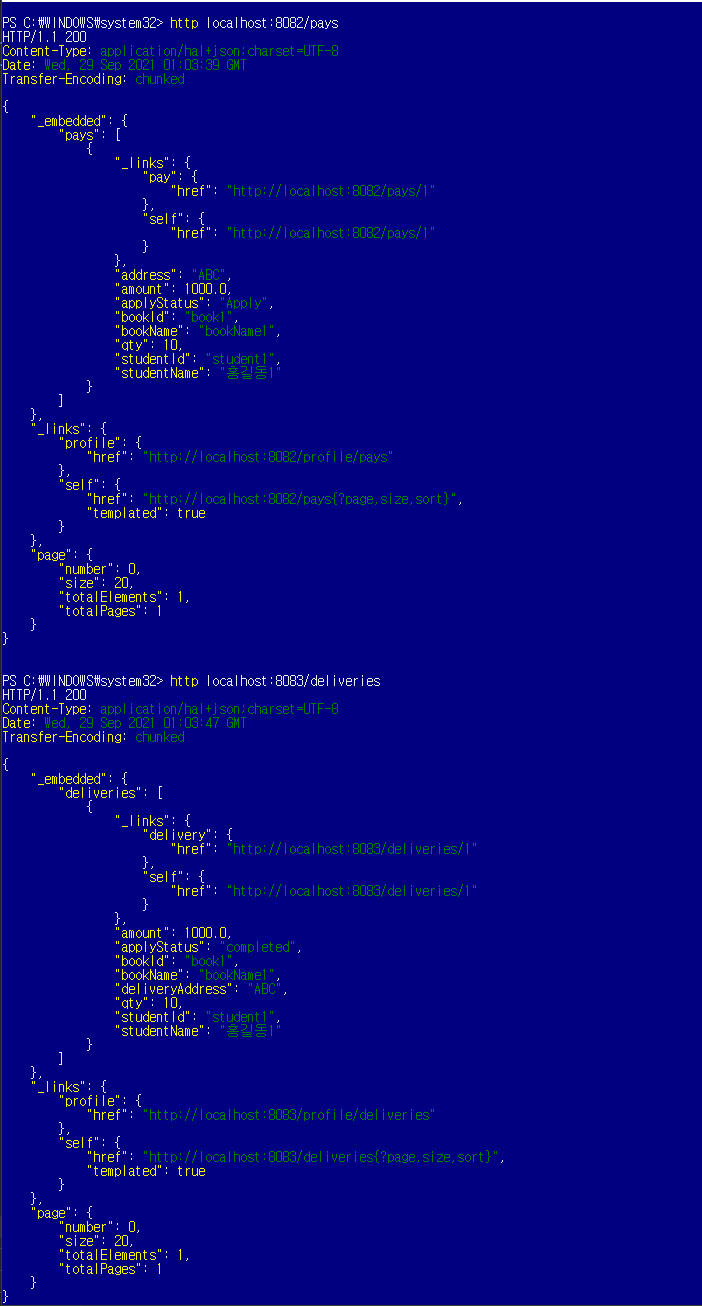 PS C:₩WINDOWS₩system32> http localhost:8082/pays
HTTP/1.1 200
Content-Type: application/hal+json;charset=UTF-8
Date: Wed, 29 Sep 2021 01:03:39 GMT
Transfer-Encoding: chunked

{
    "_embedded": {
        "pays": [
            {
                "_links": {
                    "pay": {
                        "href": "http://localhost:8082/pays/1"
                    },
                    "self": {
                        "href": "http://localhost:8082/pays/1"
                    }
                },
                "address": "ABC",
                "amount": 1000.0,
                "applyStatus": "Apply",
                "bookId": "book1",
                "bookName": "bookName1",
                "qty": 10,
                "studentId": "student1",
                "studentName": "홍길동1"
            }
        ]
    },
    "_links": {
        "profile": {
            "href": "http://localhost:8082/profile/pays"
        },
        "self": {
            "href": "http://localhost:8082/pays{?page,size,sort}",
            "templated": true
        }
    },
    "page": {
        "number": 0,
        "size": 20,
        "totalElements": 1,
        "totalPages": 1
    }
}

PS C:₩WINDOWS₩system32> http localhost:8083/deliveries
HTTP/1.1 200
Content-Type: application/hal+json;charset=UTF-8
Date: Wed, 29 Sep 2021 01:03:47 GMT
Transfer-Encoding: chunked

{
    "_embedded": {
        "deliveries": [
            {
                "_links": {
                    "delivery": {
                        "href": "http://localhost:8083/deliveries/1"
                    },
                    "self": {
                        "href": "http://localhost:8083/deliveries/1"
                    }
                },
                "amount": 1000.0,
                "applyStatus": "completed",
                "bookId": "book1",
                "bookName": "bookName1",
                "deliveryAddress": "ABC",
                "qty": 10,
                "studentId": "student1",
                "studentName": "홍길동1"
            }
        ]
    },
    "_links": {
        "profile": {
            "href": "http://localhost:8083/profile/deliveries"
        },
        "self": {
            "href": "http://localhost:8083/deliveries{?page,size,sort}",
            "templated": true
        }
    },
    "page": {
        "number": 0,
        "size": 20,
        "totalElements": 1,
        "totalPages": 1
    }
}